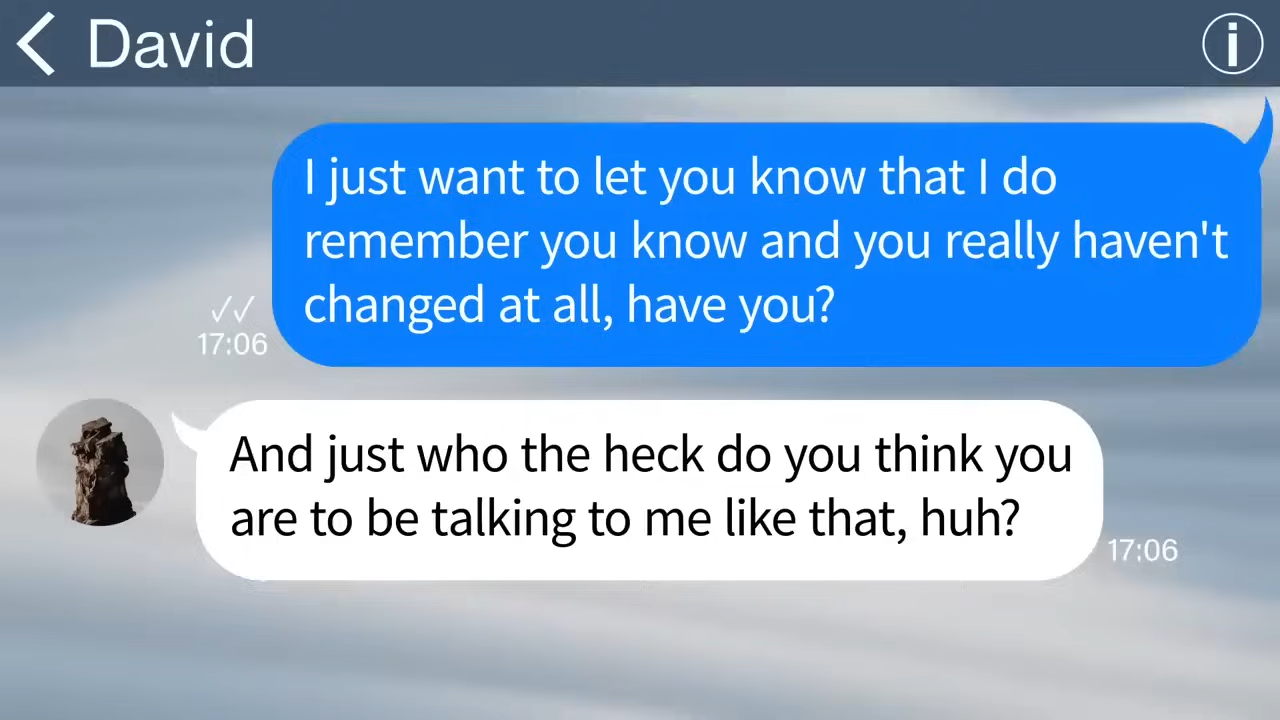 David
I just want to let you know that I do
remember you know and you really haven't
changed at all, have you?
17:06
And just who the heck do you think you
are to be talking to me like that, huh?
17:06